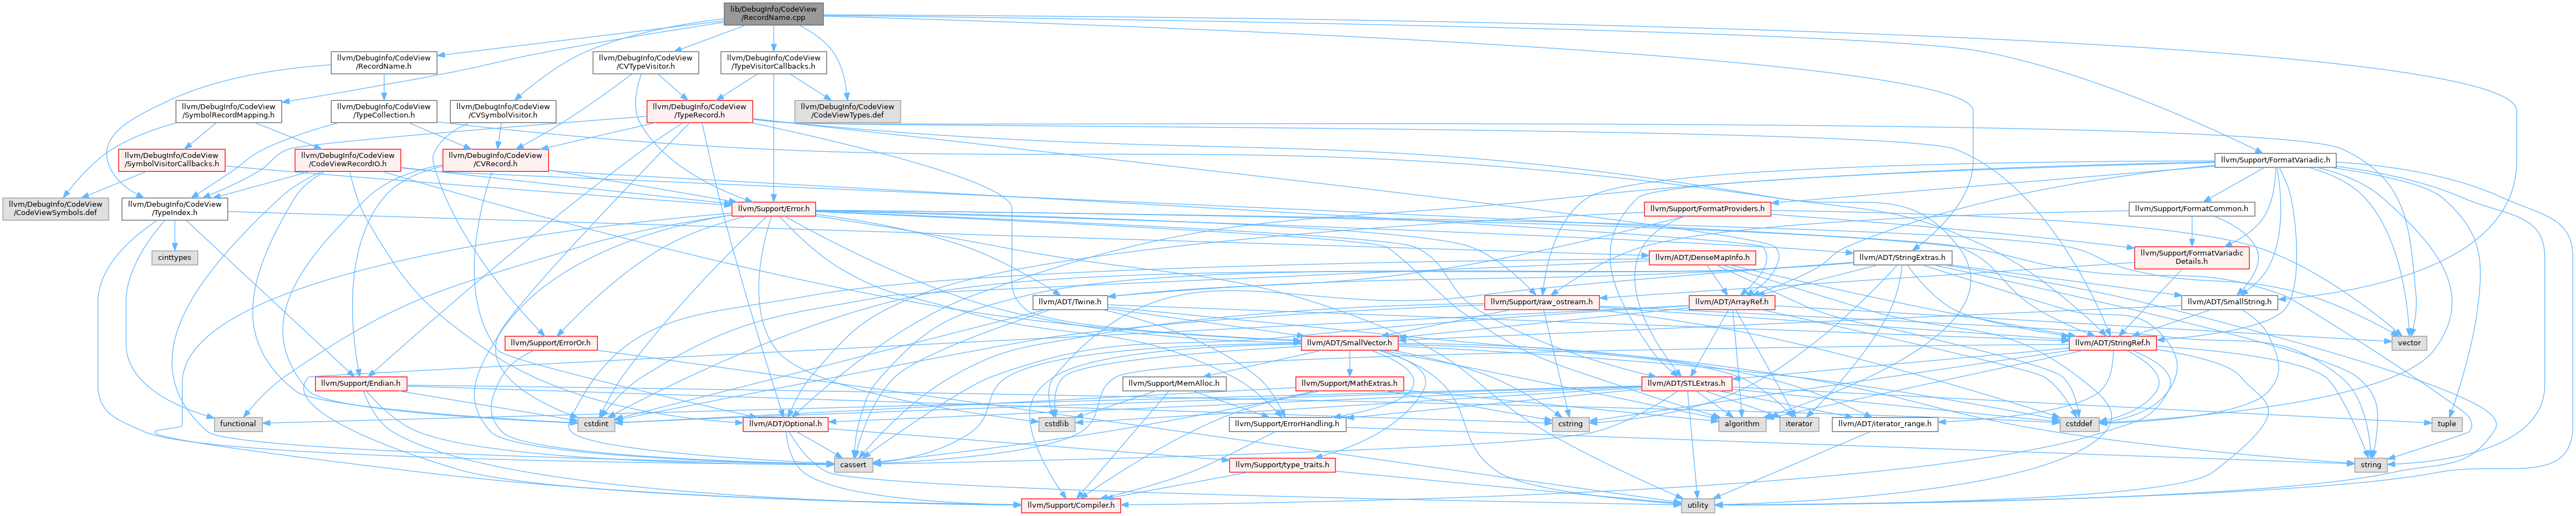 lib/DebugInfo/CodeView
/RecordName.cpp
llvm/DebugInfo/CodeView
/RecordName.h
llvm/DebugInfo/CodeView
/CVTypeVisitor.h
llvm/DebugInfo/CodeView
/TypeVisitorCallbacks.h
llvm/DebugInfo/CodeView
/SymbolRecordMapping.h
llvm/DebugInfo/CodeView
/TypeCollection.h
llvm/DebugInfo/CodeView
/CVSymbolVisitor.h
llvm/DebugInfo/CodeView
/TypeRecord.h
llvm/DebugInfo/CodeView
/CodeViewTypes.def
llvm/DebugInfo/CodeView
/SymbolVisitorCallbacks.h
llvm/DebugInfo/CodeView
/CodeViewRecordIO.h
llvm/DebugInfo/CodeView
/CVRecord.h
llvm/Support/FormatVariadic.h
llvm/DebugInfo/CodeView
/CodeViewSymbols.def
llvm/DebugInfo/CodeView
/TypeIndex.h
llvm/Support/Error.h
llvm/Support/FormatProviders.h
llvm/Support/FormatCommon.h
cinttypes
llvm/ADT/DenseMapInfo.h
llvm/ADT/StringExtras.h
llvm/Support/FormatVariadic
Details.h
llvm/ADT/Twine.h
llvm/Support/raw_ostream.h
llvm/ADT/ArrayRef.h
llvm/ADT/SmallString.h
llvm/Support/ErrorOr.h
llvm/ADT/SmallVector.h
llvm/ADT/StringRef.h
vector
llvm/Support/Endian.h
llvm/Support/MemAlloc.h
llvm/Support/MathExtras.h
llvm/ADT/STLExtras.h
functional
cstdint
llvm/ADT/Optional.h
cstdlib
llvm/Support/ErrorHandling.h
cstring
algorithm
iterator
llvm/ADT/iterator_range.h
cstddef
tuple
cassert
llvm/Support/type_traits.h
string
llvm/Support/Compiler.h
utility